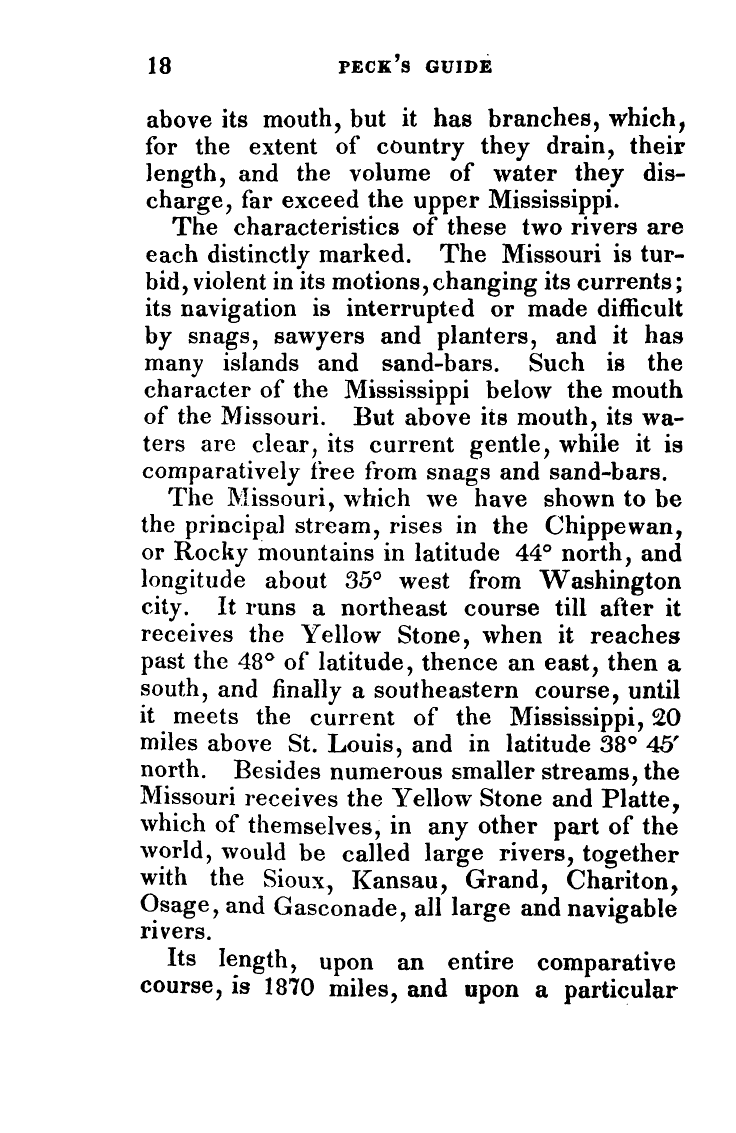 18 PECK'S GUIDE
above its mouth, but it has branches, which,
for the extent of country they drain, their
length, and the volume of water they dis-
charge, far exceed the upper Mississippi.
The characteristics of these two rivers are
each distinctly marked. The Missouri is tur-
bid, violent in its motions, changing its currents;
its navigation is interrupted or made difficult
by snags, sawyers and planters, and it has
many islands and sand-bars. Such is the
character of the Mississippi below the mouth
of the Missouri. But above its mouth, its wa-
ters are clear, its current gentle, while it is
comparatively free from snags and sand-bars.
The Missouri, which we have shown to be
the principal stream, rises in the Chippewan,
or Rocky mountains in latitude 44° north, and
longitude about 35° west from Washington
city. It runs a northeast course till after it
receives the Yellow Stone, when it reaches
past the 48° of latitude, thence an east, then a
south, and finally a southeastern course, until
it meets the current of the Mississippi, 20
miles above St. Louis, and in latitude 38° 45′
north. Besides numerous smaller streams, the
Missouri receives the Yellow Stone and Platte,
which of themselves, in any other part of the
world, would be called large rivers, together
with the Sioux, Kansau, Grand, Chariton,
Osage, and Gasconade, all large and navigable
rivers.
Its length, upon an entire comparative
course, is 1870 miles, and upon a particular